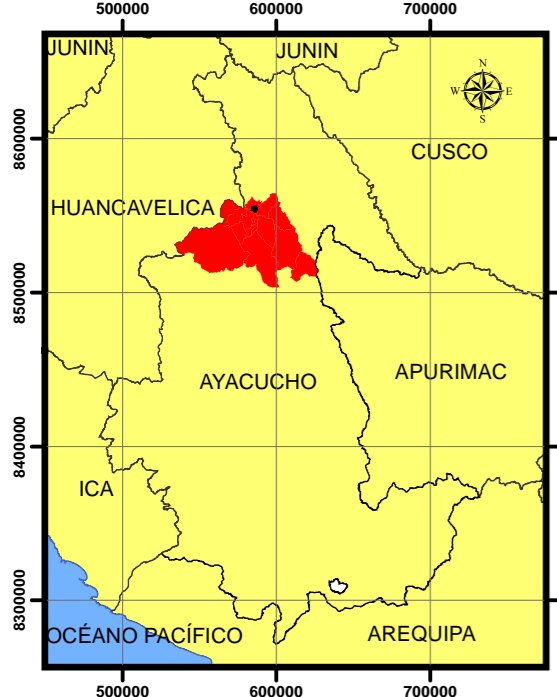 500000 600000 700000
JUNIN
JUNIN
N
W E
S
8600000
CUSCO
HUANCAVELICA
8500000
AYACUCHO
APURIMAC
8400000
ICA
8300000
OCÉANO PACÍFICO
AREQUIPA
500000 600000 700000